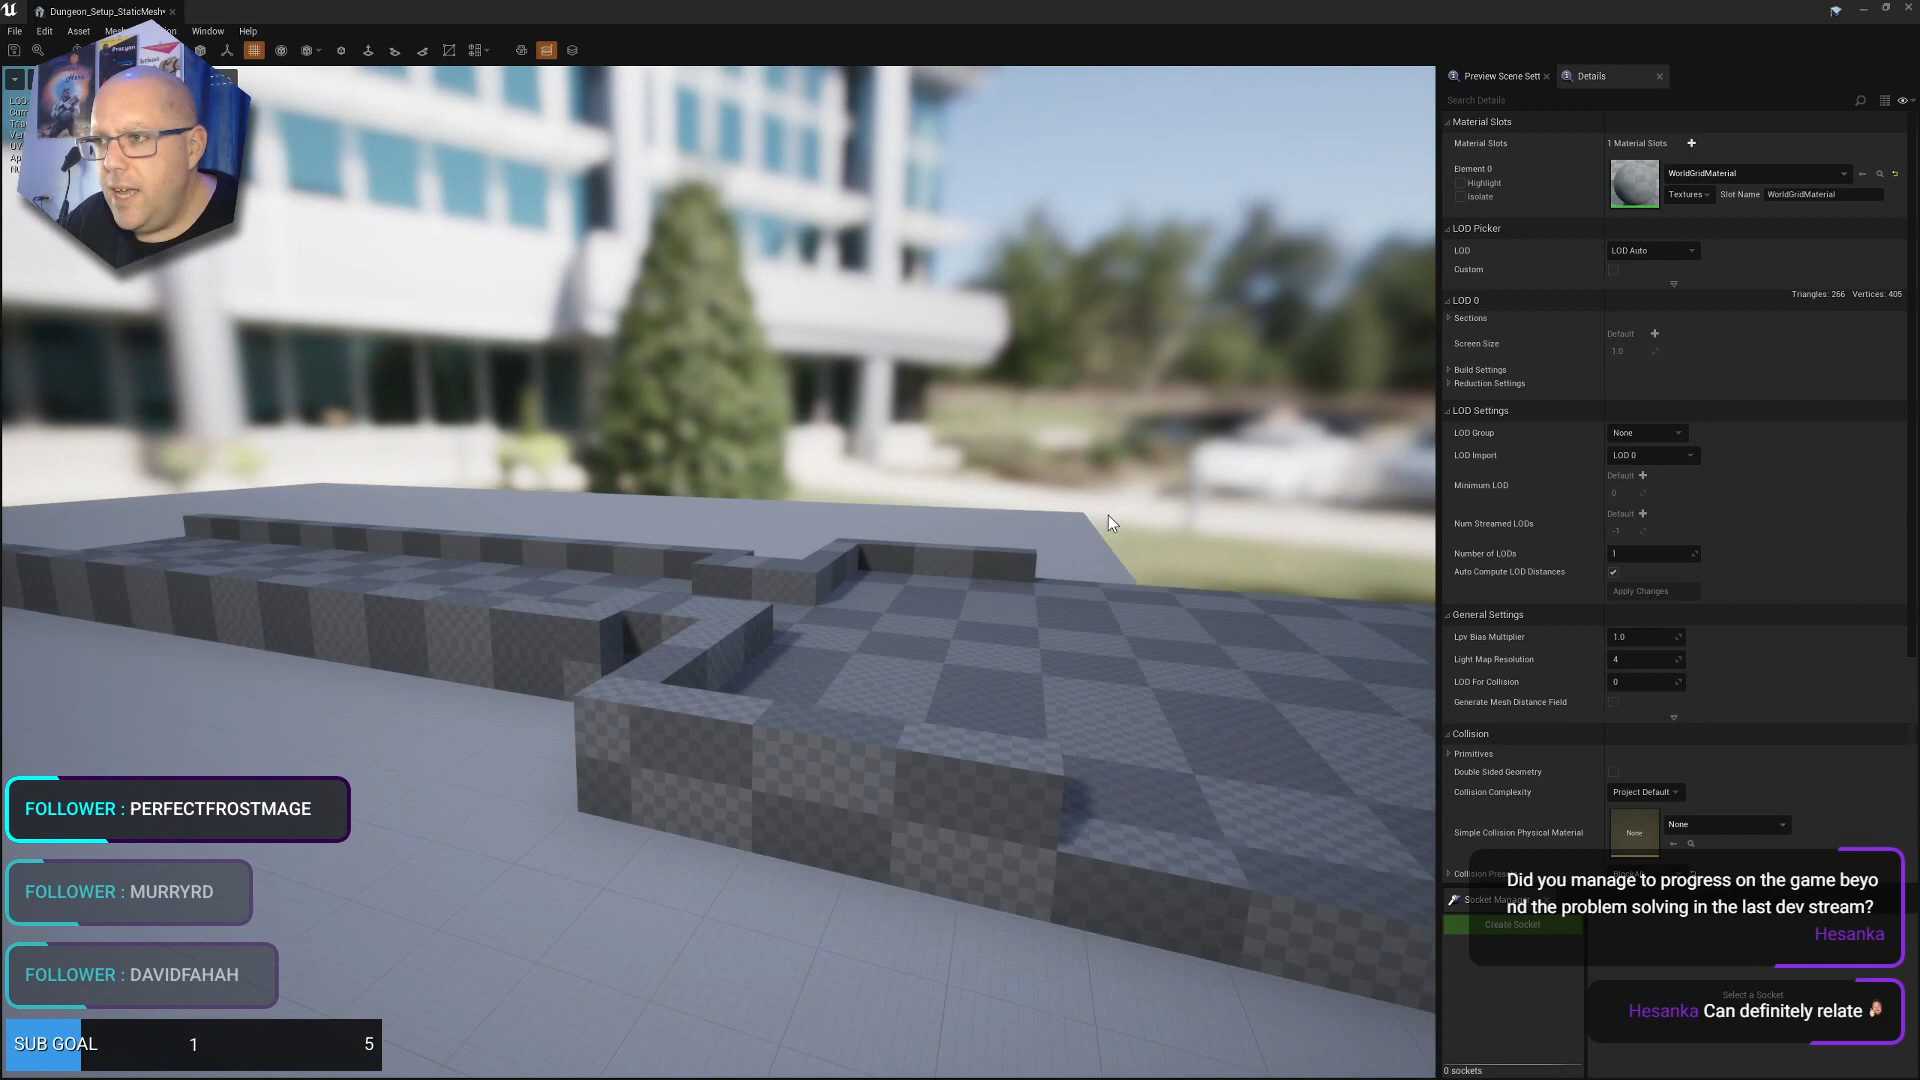 Dungeon_Setup_StaticMesh*
File Edit Asset Mesh Window Help
LOD
Preview Scene Sett
Details
Search Details
Material Slots
Material Slots 1 Material Slots
Element 0
Highlight
Isolate
WorldGridMaterial
Textures Slot Name WorldGridMaterial
LOD Picker
LOD LOD Auto
Custom
LOD 0 Triangles: 266 Vertices: 405
Sections
Default
Screen Size
1.0
Build Settings
Reduction Settings
LOD Settings
LOD Group None
LOD Import LOD 0
Default
Minimum LOD
0
Default
Num Streamed LODs
-1
Number of LODs 1
Auto Compute LOD Distances
Apply Changes
General Settings
Lpv Bias Multiplier 1.0
Light Map Resolution 4
LOD For Collision 0
Generate Mesh Distance Field
Collision
Primitives
Double Sided Geometry
Collision Complexity Project Default
Simple Collision Physical Material None None
Collision Pres
Socket Manager
Create Socket
Did you manage to progress on the game beyo
nd the problem solving in the last dev stream?
Hesanka
Select a Socket
Hesanka Can definitely relate
0 sockets
FOLLOWER : PERFECTFROSTMAGE
FOLLOWER : MURRYRD
FOLLOWER : DAVIDFAHAH
SUB GOAL 1 5